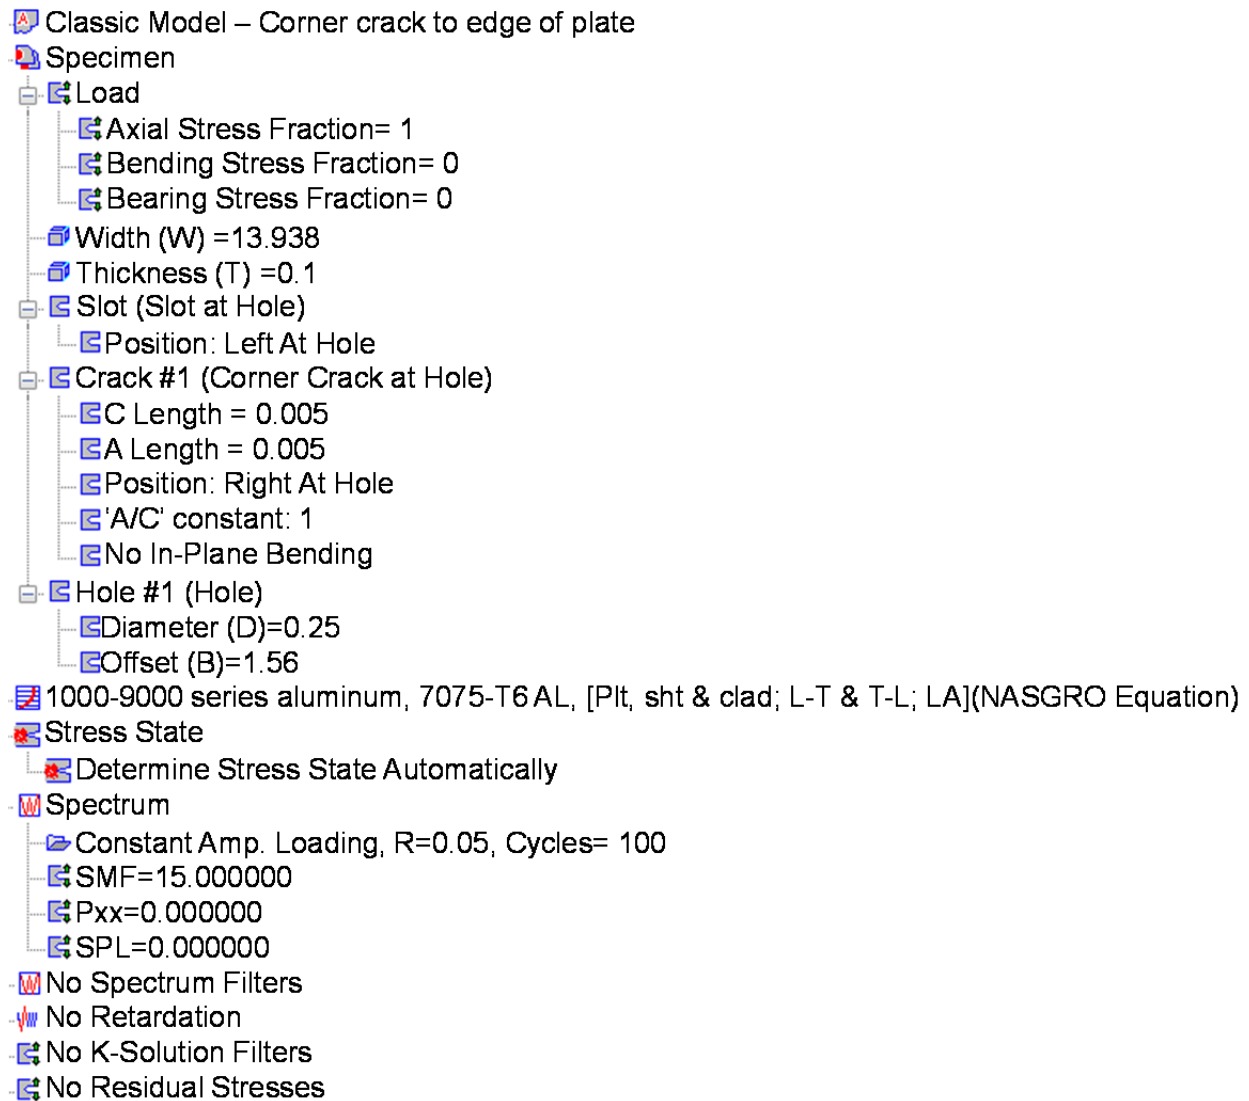 Classic Model – Corner crack to edge of plate
Specimen
Load
Axial Stress Fraction= 1
Bending Stress Fraction= 0
Bearing Stress Fraction= 0
Width (W) =13.938
Thickness (T) =0.1
Slot (Slot at Hole)
Position: Left At Hole
Crack #1 (Corner Crack at Hole)
C Length = 0.005
A Length = 0.005
Position: Right At Hole
'A/C' constant: 1
No In-Plane Bending
Hole #1 (Hole)
Diameter (D)=0.25
Offset (B)=1.56
1000-9000 series aluminum, 7075-T6 AL, [Plt, sht & clad; L-T & T-L; LA](NASGRO Equation)
Stress State
Determine Stress State Automatically
Spectrum
Constant Amp. Loading, R=0.05, Cycles= 100
SMF=15.000000
Pxx=0.000000
SPL=0.000000
No Spectrum Filters
No Retardation
No K-Solution Filters
No Residual Stresses